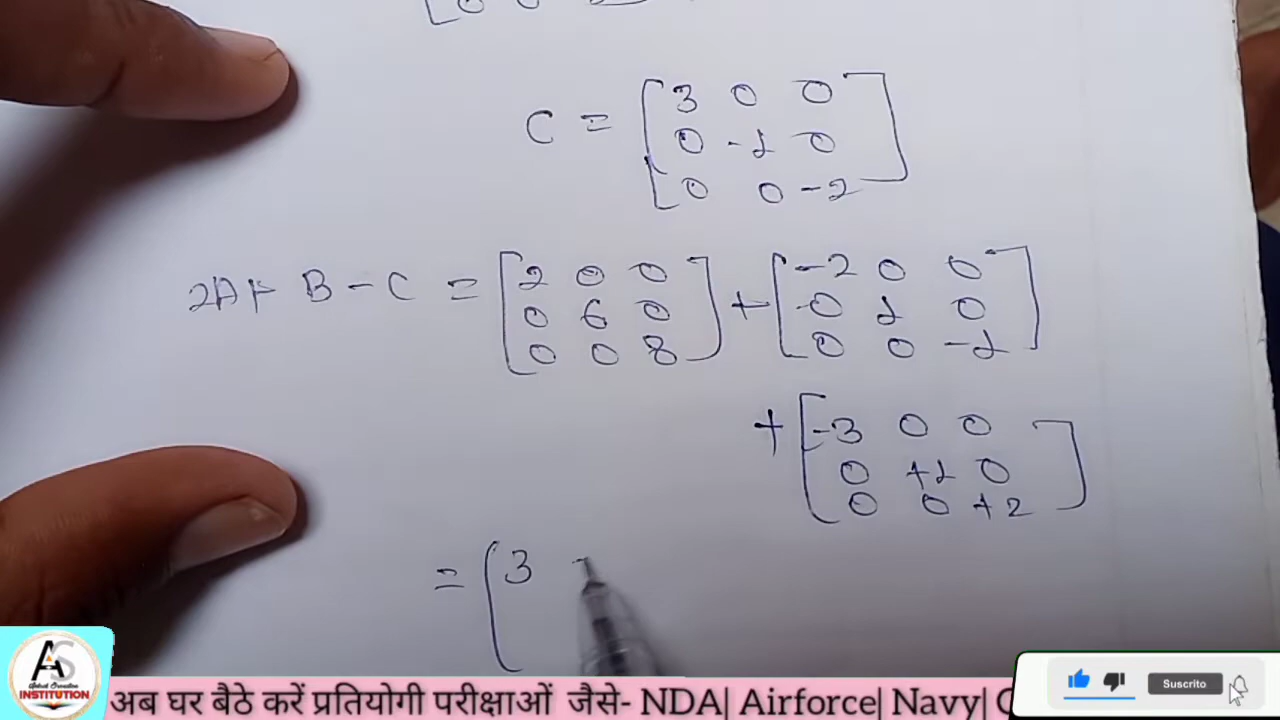 C = [3 0 0
0 -1 0
0 0 -2]
2A+ B - C = [2 0 0
0 6 0
0 0 8] + [-2 0 0
0 1 0
0 0 -1]
+ [-3 0 0
0 +1 0
0 0 +2]
= [3
AS
INSTITUTION
अब घर बैठे करें प्रतियोगी परीक्षाओं जैसे- NDA| Airforce| Navy|
Suscrito